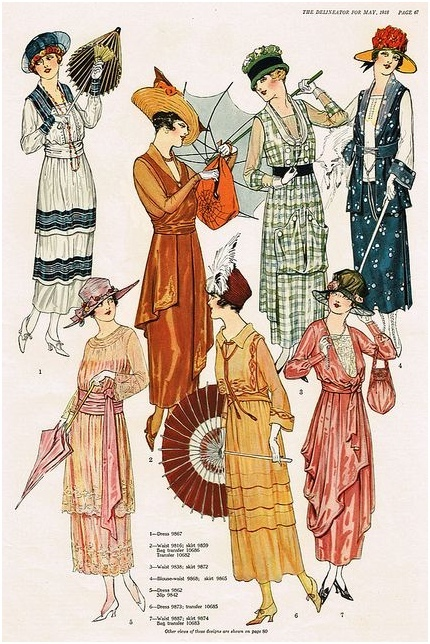 THE DELINEATOR FOR MAY, 1918 PAGE 67
1
2
3
4
1—Dress 9867
2—Waist 9816; skirt 9859
Bag transfer 10686
Transfer 10682
3—Waist 9838; skirt 9872
4—Blouse-waist 9868; skirt 9865
5—Dress 9862
Slip 9842
6—Dress 9873; transfer 10685
7—Waist 9887; skirt 9874
Bag transfer 10683
5
6
7
Other views of these designs are shown on page 80